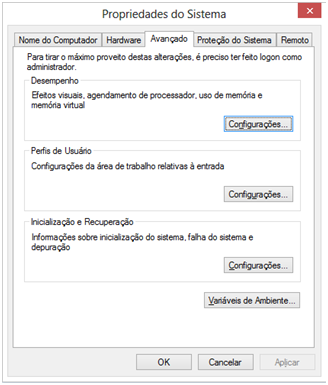 Propriedades do Sistema
Nome do Computador Hardware Avançado Proteção do Sistema Remoto
Para tirar o máximo proveito destas alterações, é preciso ter feito logon como
administrador.
Desempenho
Efeitos visuais, agendamento de processador, uso de memória e
memória virtual
Configurações...
Perfis de Usuário
Configurações da área de trabalho relativas à entrada
Configurações...
Inicialização e Recuperação
Informações sobre inicialização do sistema, falha do sistema e
depuração
Configurações...
Variáveis de Ambiente...
OK Cancelar Aplicar